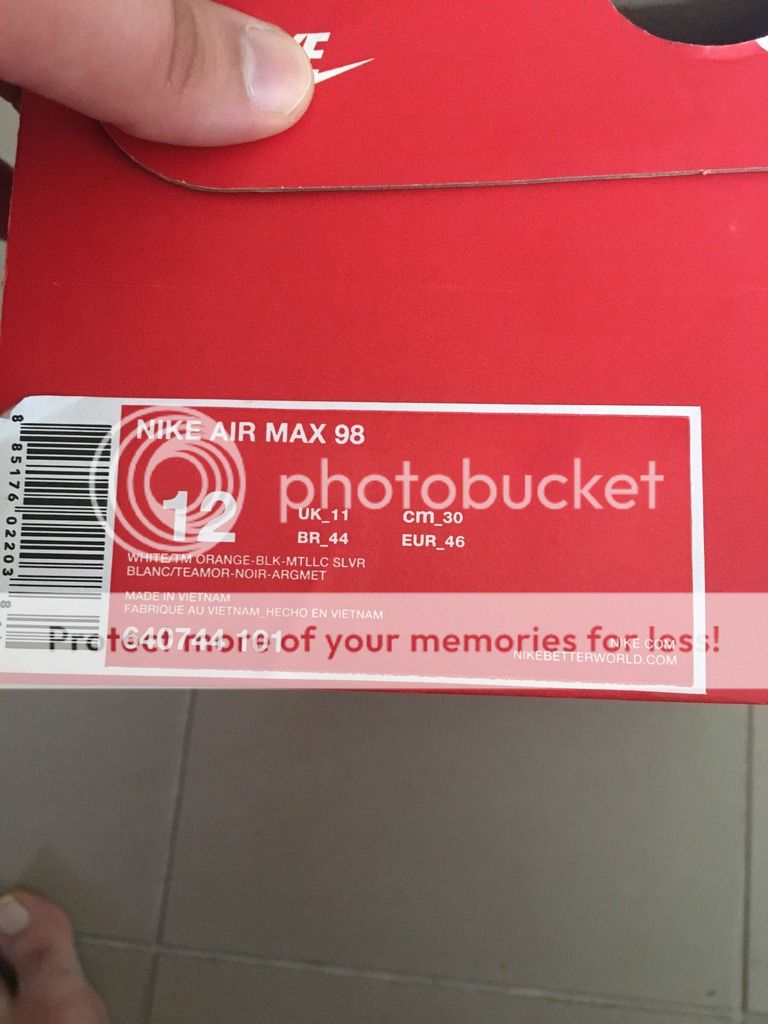 NIKE AIR MAX 98
12
UK_11 CM_30
BR_44 EUR_46
WHITE/TM ORANGE-BLK-MTLLC SLVR
BLANC/TEAMOR-NOIR-ARGMET
MADE IN VIETNAM
FABRIQUE AU VIETNAM_HECHO EN VIETNAM
640744 101
NIKE.COM
NIKEBETTERWORLD.COM
8 85176 02203 8
photobucket
Protect more of your memories for less!